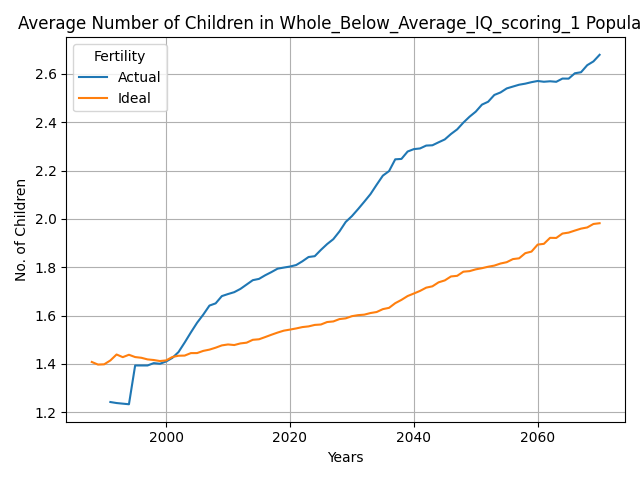 Average Number of Children in Whole_Below_Average_IQ_scoring_1 Popula
Fertility
Actual
Ideal
2.6
2.4
2.2
2.0
1.8
1.6
1.4
1.2
No. of Children
2000
2020
2040
2060
Years